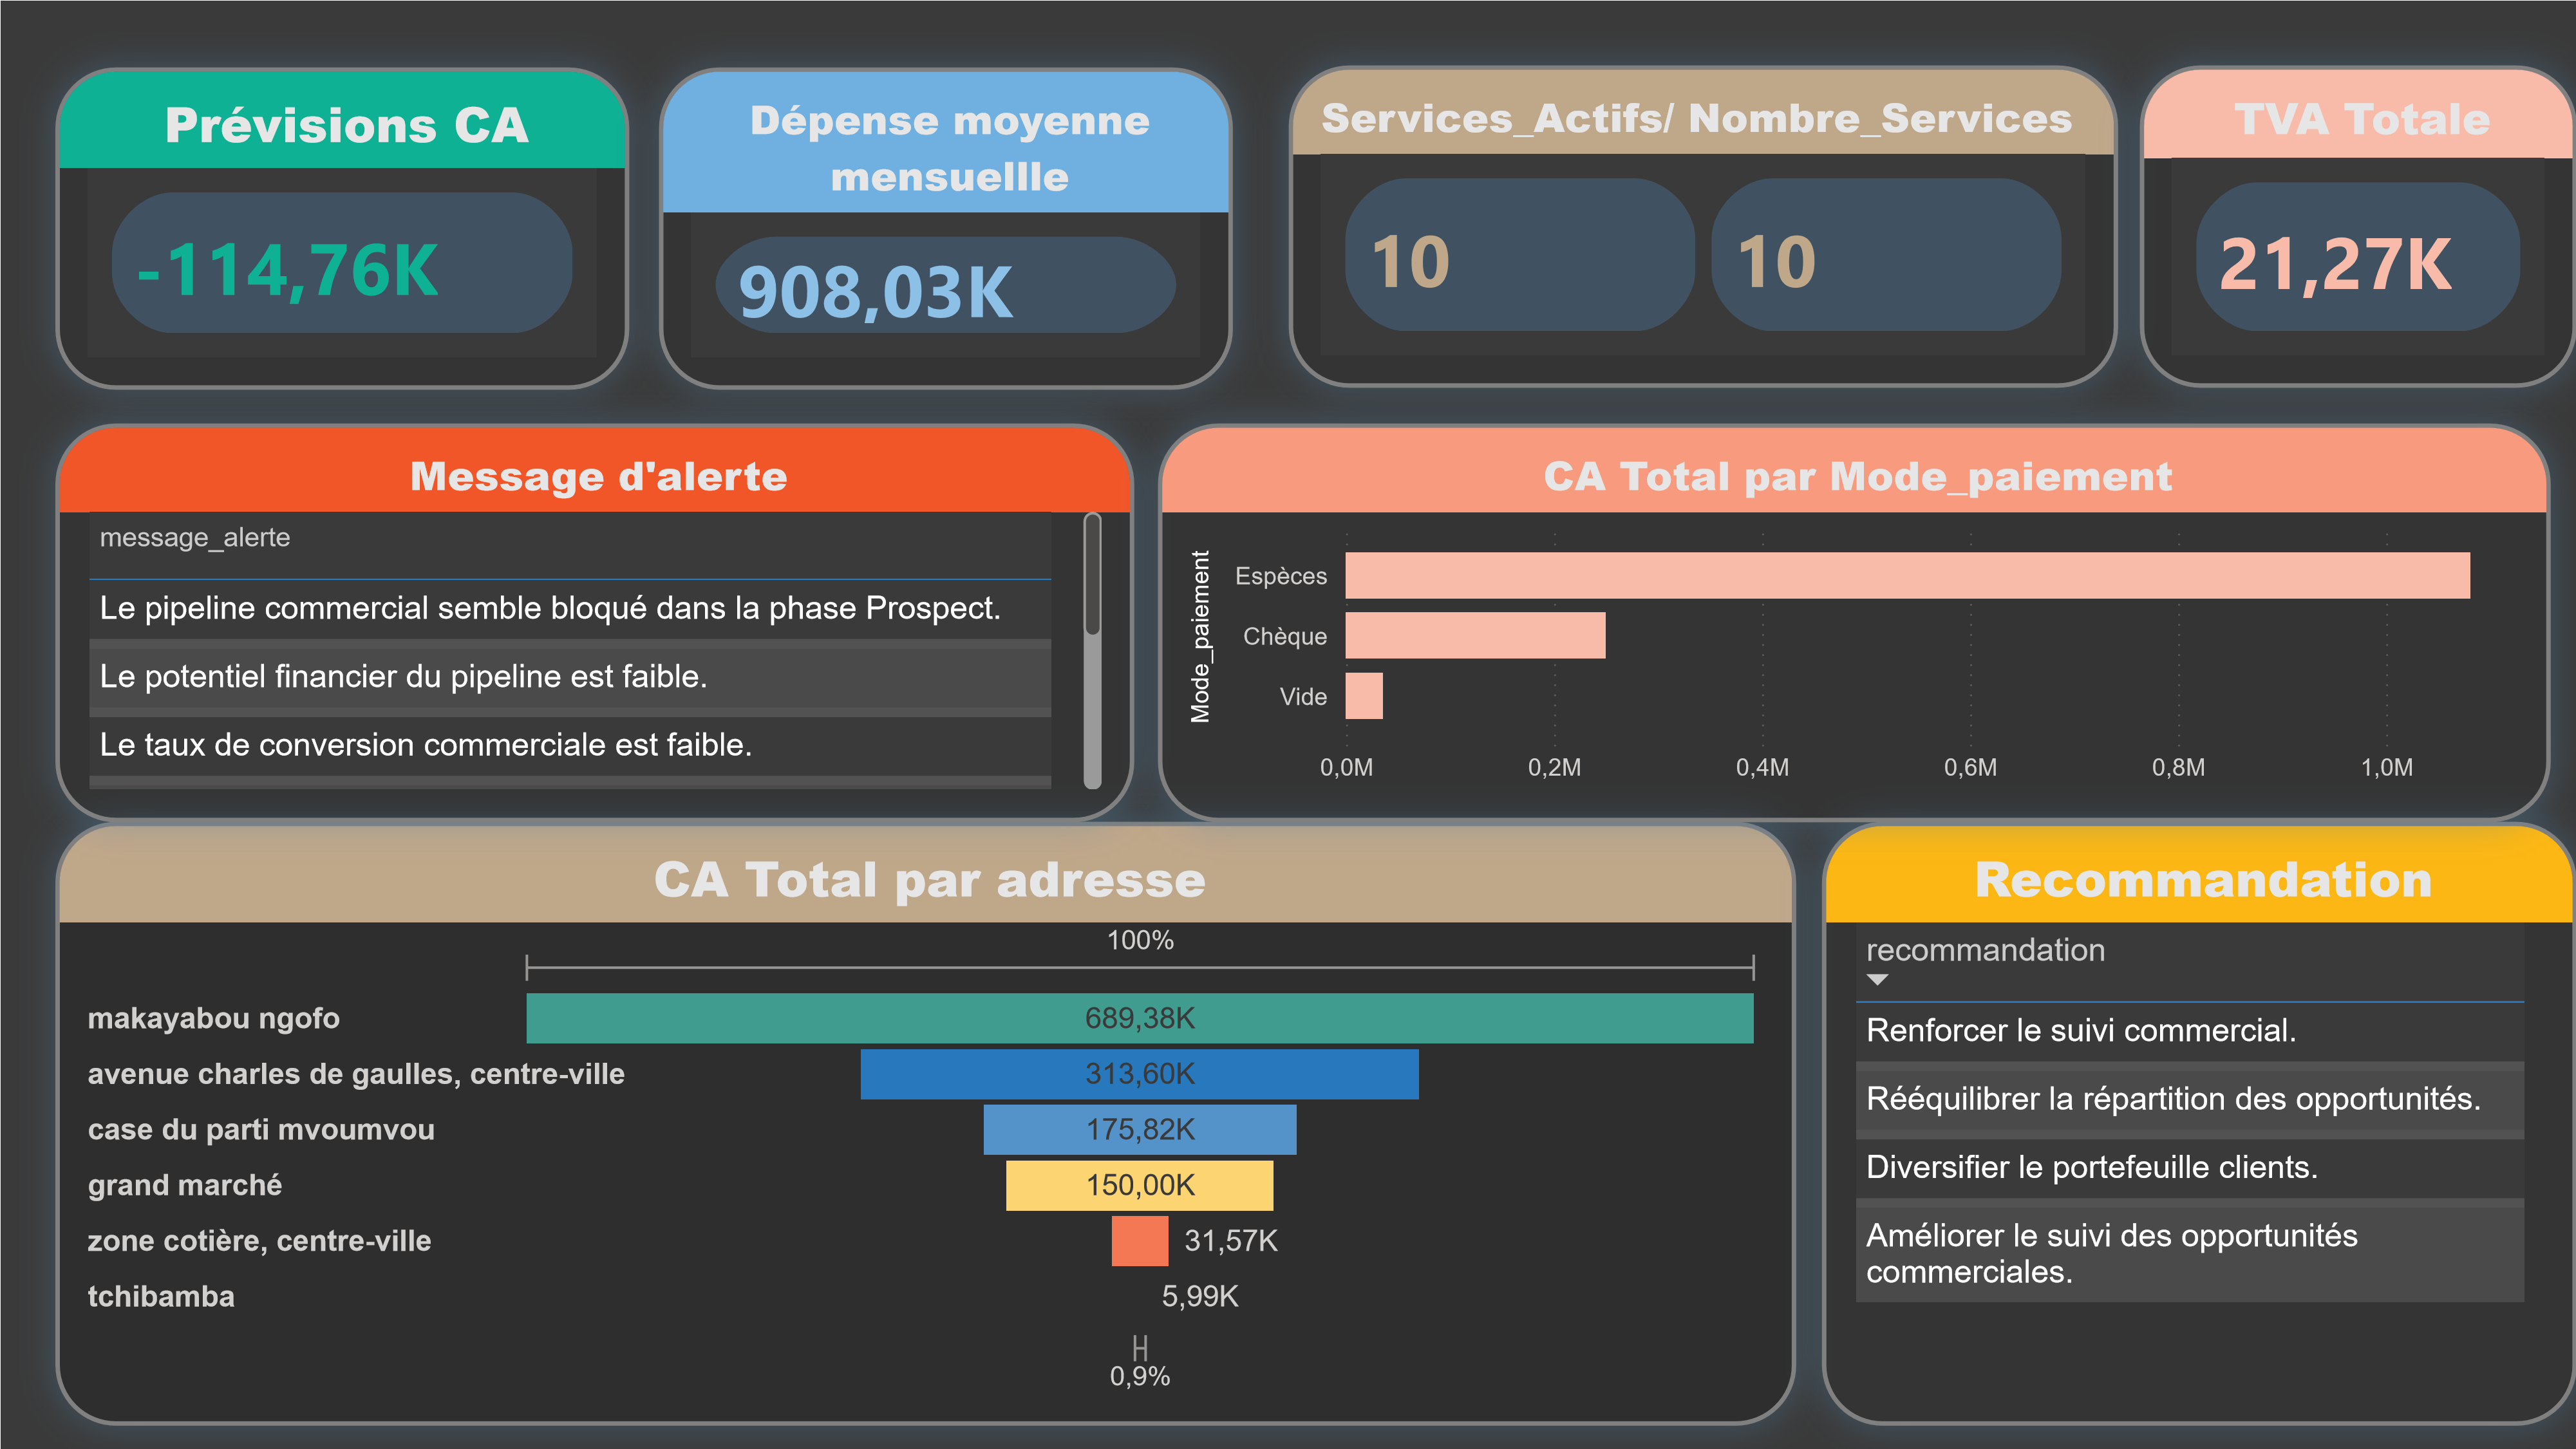 Prévisions CA
-114,76K
Dépense moyenne
mensuellle
908,03K
Services_Actifs/ Nombre_Services
10 10
TVA Totale
21,27K
Message d'alerte
message_alerte
Le pipeline commercial semble bloqué dans la phase Prospect.
Le potentiel financier du pipeline est faible.
Le taux de conversion commerciale est faible.
CA Total par Mode_paiement
Mode_paiement
Espèces
Chèque
Vide
0,0M 0,2M 0,4M 0,6M 0,8M 1,0M
CA Total par adresse
100%
makayabou ngofo 689,38K
avenue charles de gaulles, centre-ville 313,60K
case du parti mvoumvou 175,82K
grand marché 150,00K
zone cotière, centre-ville 31,57K
tchibamba 5,99K
0,9%
Recommandation
recommandation
Renforcer le suivi commercial.
Rééquilibrer la répartition des opportunités.
Diversifier le portefeuille clients.
Améliorer le suivi des opportunités
commerciales.